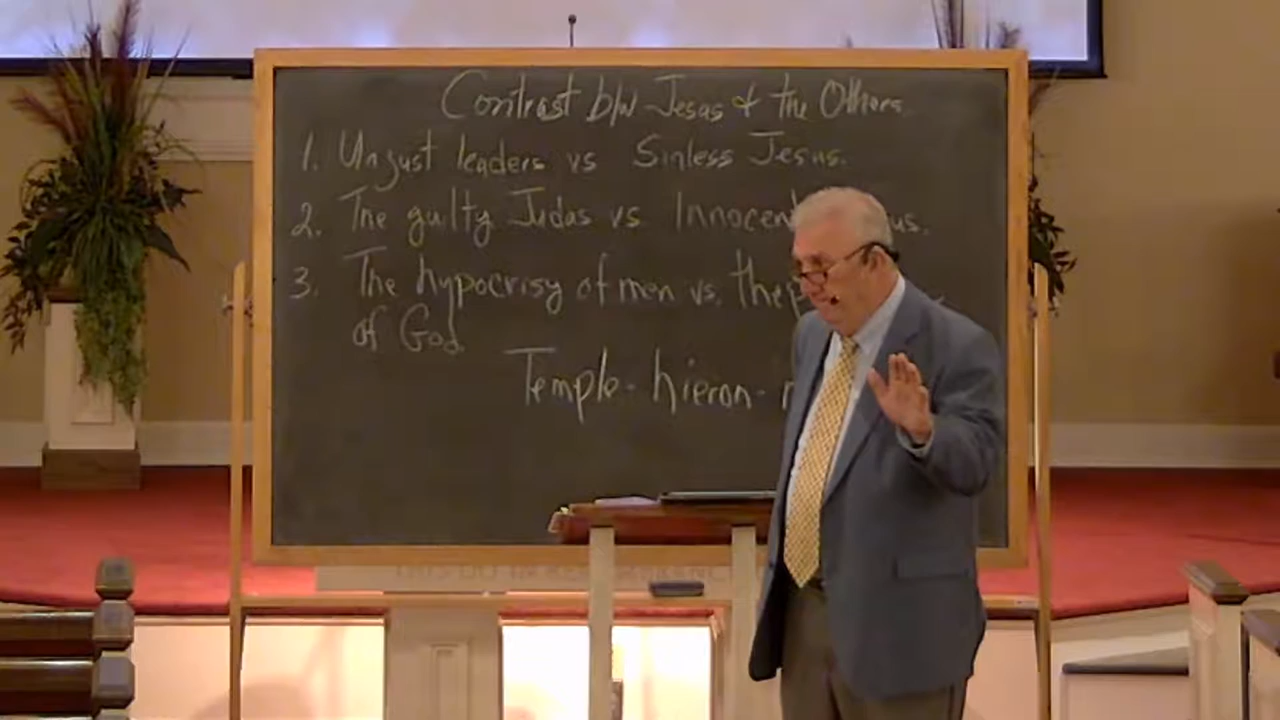 Contrast b/w Jesus & the Others.
1. Unjust leaders vs Sinless Jesus.
2. The guilty Judas vs. Innocent
3. The hypocrisy of men vs. the
of God.
Temple - hieron -